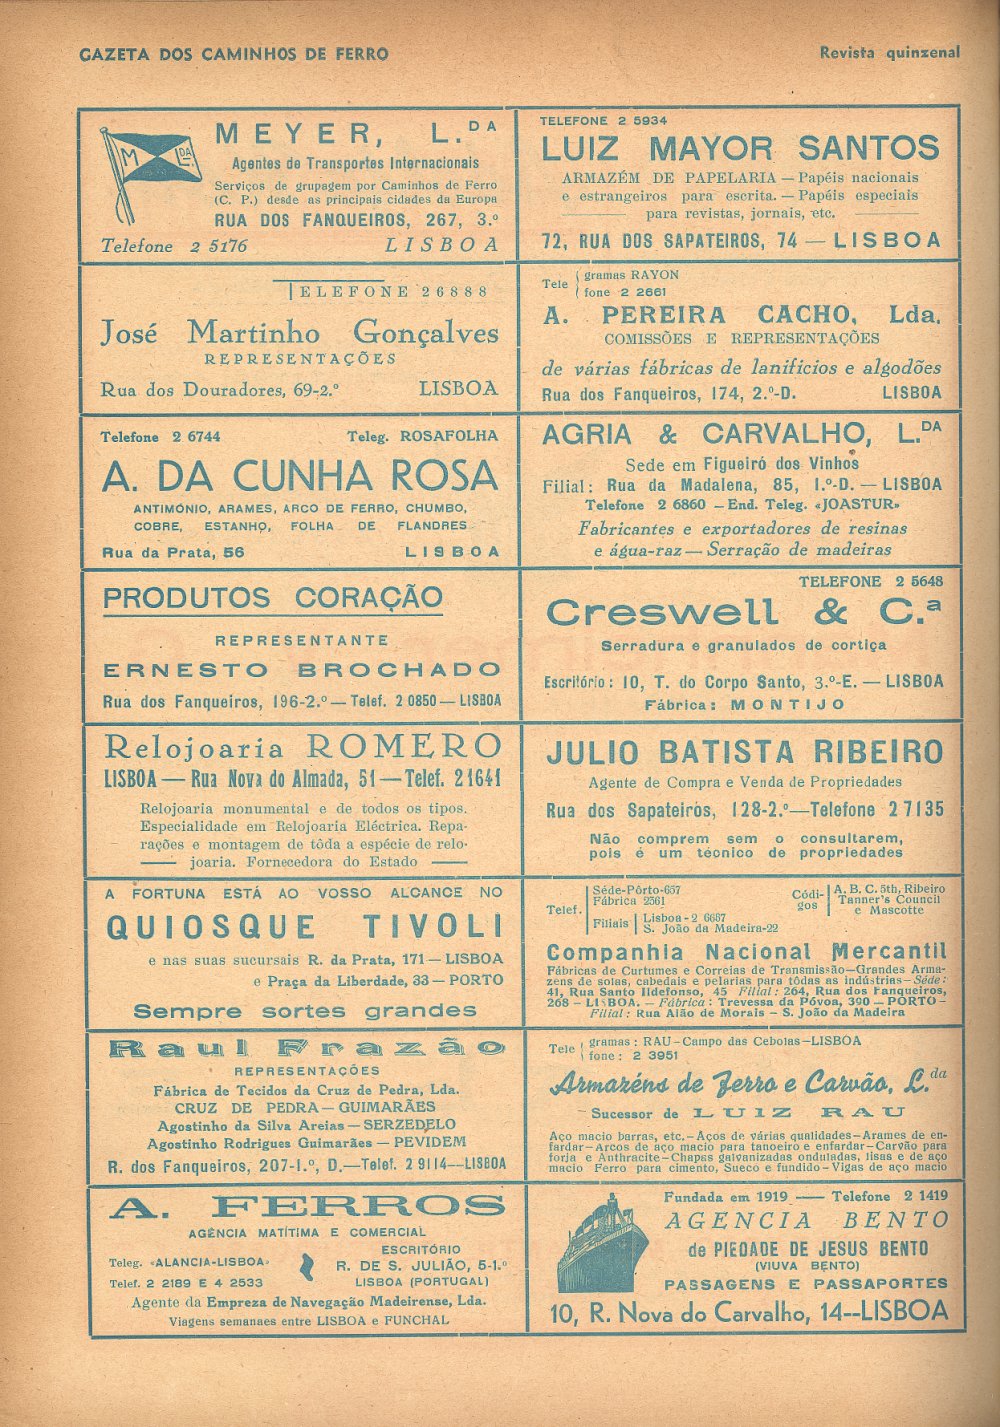 GAZETA DOS CAMINHOS DE FERRO
Revista quinzenal
M L.DA
MEYER, L.DA
Agentes de Transportes Internacionais
Serviços de grupagem por Caminhos de Ferro
(C. P.) desde as principais cidades da Europa
RUA DOS FANQUEIROS, 267, 3.º
Telefone 2 5176 LISBOA
TELEFONE 2 5934
LUIZ MAYOR SANTOS
ARMAZÉM DE PAPELARIA — Papéis nacionais
e estrangeiros para escrita. — Papéis especiais
para revistas, jornais, etc.
72, RUA DOS SAPATEIROS, 74 — LISBOA
TELEFONE 26888
José Martinho Gonçalves
REPRESENTAÇÕES
Rua dos Douradores, 69-2.º LISBOA
Tele gramas RAYON
fone 2 2661
A. PEREIRA CACHO, Lda.
COMISSÕES E REPRESENTAÇÕES
de várias fábricas de lanifícios e algodões
Rua dos Fanqueiros, 174, 2.º-D. LISBOA
Telefone 2 6744 Teleg. ROSAFOLHA
A. DA CUNHA ROSA
ANTIMÓNIO, ARAMES, ARCO DE FERRO, CHUMBO,
COBRE, ESTANHO, FOLHA DE FLANDRES
Rua da Prata, 56 LISBOA
AGRIA & CARVALHO, L.DA
Sede em Figueiró dos Vinhos
Filial: Rua da Madalena, 85, 1.º-D. — LISBOA
Telefone 2 6860 — End. Teleg. «JOASTUR»
Fabricantes e exportadores de resinas
e água-raz — Serração de madeiras
PRODUTOS CORAÇÃO
REPRESENTANTE
ERNESTO BROCHADO
Rua dos Fanqueiros, 196-2.º — Telef. 2 0850 — LISBOA
TELEFONE 2 5648
Creswell & C.ª
Serradura e granulados de cortiça
Escritório: 10, T. do Corpo Santo, 3.º-E. — LISBOA
Fábrica: MONTIJO
Relojoaria ROMERO
LISBOA — Rua Nova do Almada, 51 — Telef. 21641
Relojoaria monumental e de todos os tipos.
Especialidade em Relojoaria Eléctrica. Repa-
rações e montagem de tôda a espécie de relo-
joaria. Fornecedora do Estado
JULIO BATISTA RIBEIRO
Agente de Compra e Venda de Propriedades
Rua dos Sapateiros, 128-2.º—Telefone 2 7135
Não comprem sem o consultarem,
pois é um técnico de propriedades
A FORTUNA ESTÁ AO VOSSO ALCANCE NO
QUIOSQUE TIVOLI
e nas suas sucursais R. da Prata, 171 — LISBOA
e Praça da Liberdade, 33 — PORTO
Sempre sortes grandes
Telef. Séde-Pôrto-657
Fábrica 2361
Filiais Lisboa - 2 6657
S. João da Madeira-22
Códi-
gos A. B. C. 5th, Ribeiro
Tanner's Council
e Mascotte
Companhia Nacional Mercantil
Fábricas de Curtumes e Correias de Transmissão—Grandes Arma-
zens de solas, cabedais e pelarias para tôdas as indústrias—Séde:
41, Rua Santo Ildefonso, 45 Filial: 264, Rua dos Fanqueiros,
268 – LISBOA. — Fábrica: Trevessa da Póvoa, 390 — PORTO –
Filial: Rua Alão de Morais – S. João da Madeira
Raul Frazão
REPRESENTAÇÕES
Fábrica de Tecidos da Cruz de Pedra, Lda.
CRUZ DE PEDRA — GUIMARÃES
Agostinho da Silva Areias — SERZEDELO
Agostinho Rodrigues Guimarães — PEVIDEM
R. dos Fanqueiros, 207-1.º, D.—Telef. 2 9114—LISBOA
Tele gramas: RAU–Campo das Cebolas–LISBOA
fone: 2 3951
Armazéns de Ferro e Carvão, L.da
Sucessor de LUIZ RAU
Aço macio barras, etc.–Aços de várias qualidades–Arames de en-
fardar–Arcos de aço macio para tanoeiro e enfardar–Carvão para
forja e Anthracite–Chapas galvanizadas onduladas, lisas e de aço
macio Ferro para cimento, Sueco e fundido–Vigas de aço macio
A. FERROS
AGÊNCIA MATÍTIMA E COMERCIAL
Teleg. «ALANCIA-LISBOA»
Telef. 2 2189 E 4 2533
ESCRITÓRIO
R. DE S. JULIÃO, 5-1.º
LISBOA (PORTUGAL)
Agente da Empreza de Navegação Madeirense, Lda.
Viagens semanaes entre LISBOA e FUNCHAL
Fundada em 1919 — Telefone 2 1419
AGENCIA BENTO
de PIEDADE DE JESUS BENTO
(VIUVA BENTO)
PASSAGENS E PASSAPORTES
10, R. Nova do Carvalho, 14--LISBOA